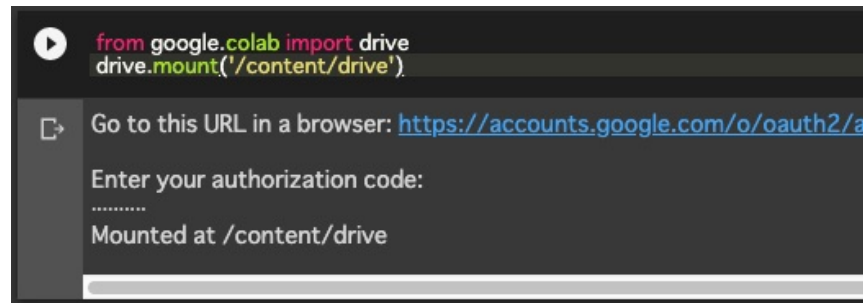 from google.colab import drive
drive.mount('/content/drive')
Go to this URL in a browser: https://accounts.google.com/o/oauth2/a
Enter your authorization code:
..........
Mounted at /content/drive